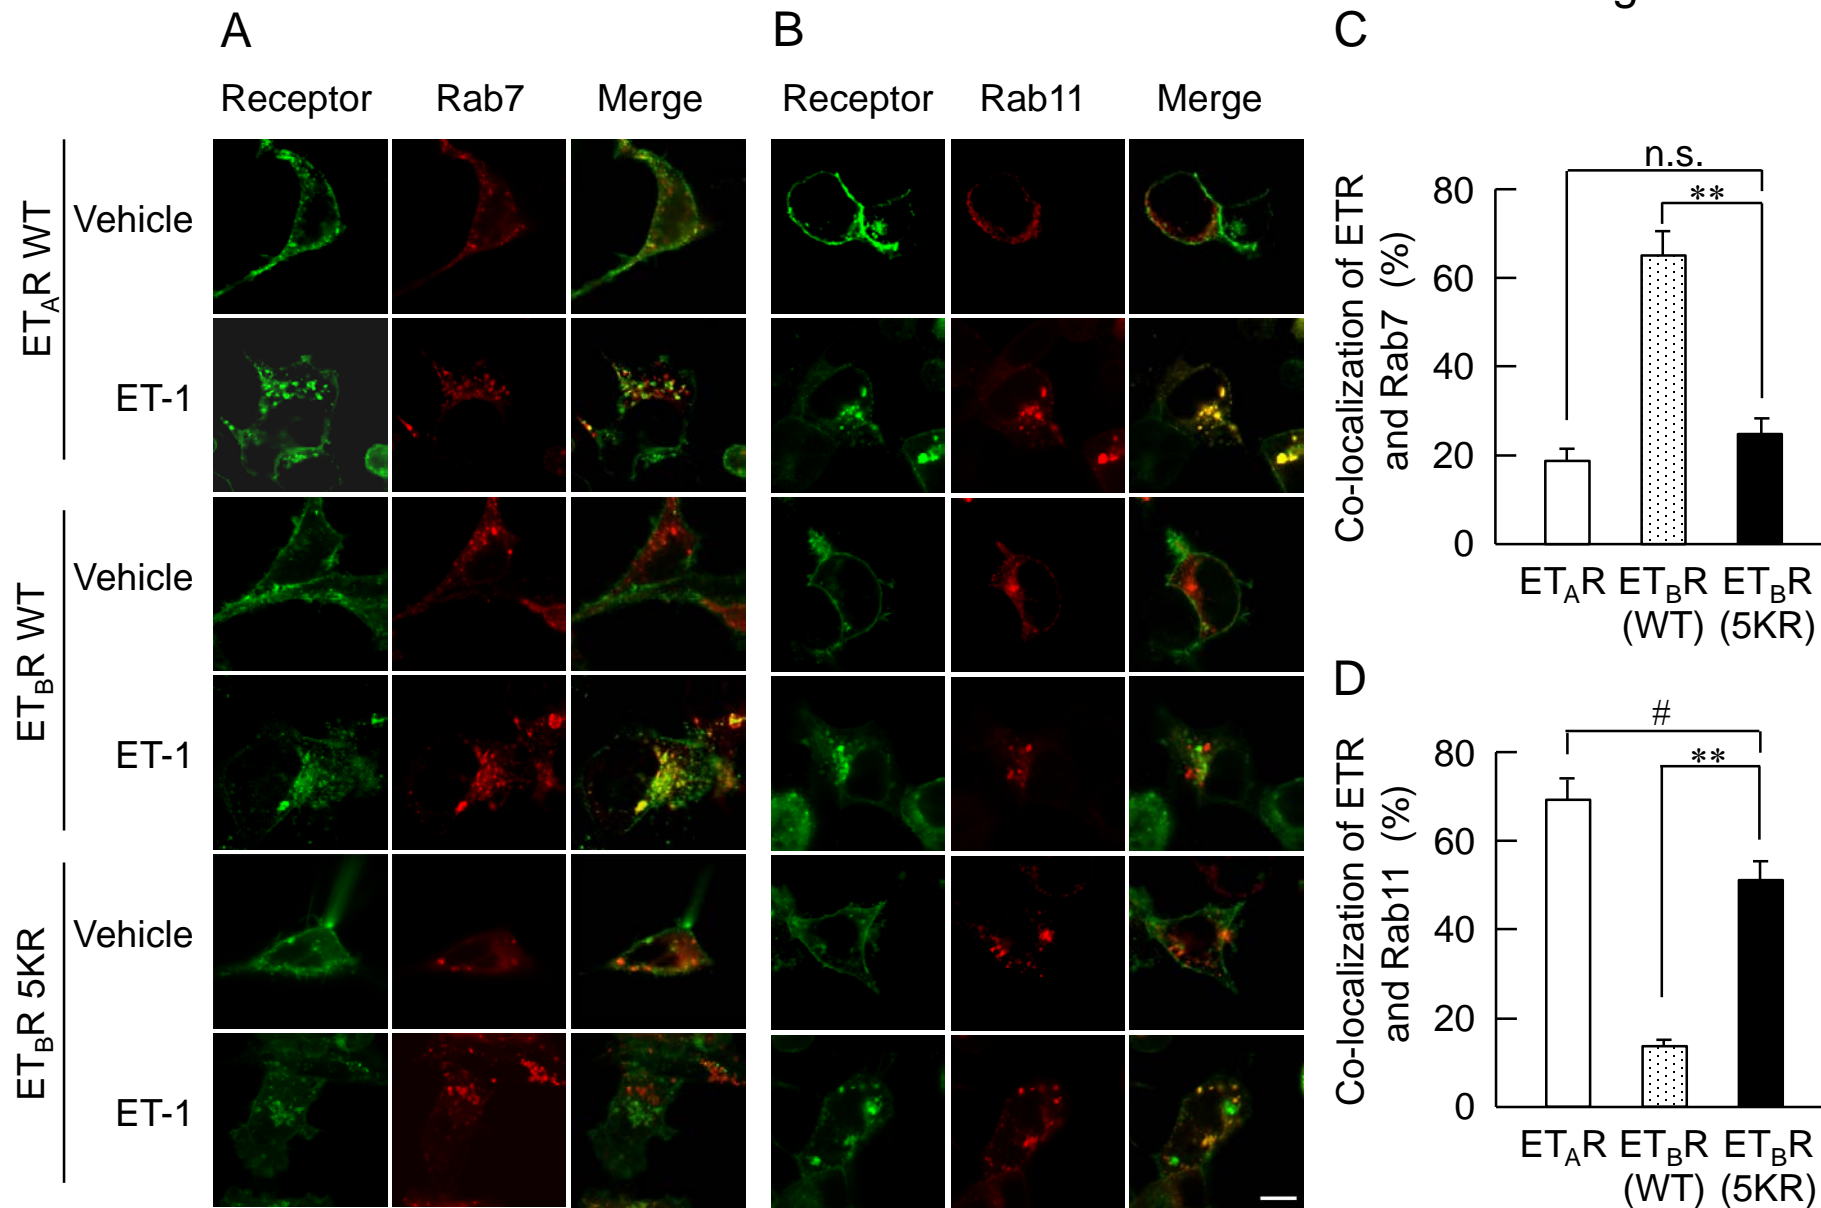 g
A
B
C
Receptor Rab7 Merge
Receptor Rab11 Merge
ETAR WT
Vehicle
ET-1
ETBR WT
Vehicle
ET-1
ETBR 5KR
Vehicle
ET-1
Co-localization of ETR
and Rab7 (%)
n.s.
**
80
60
40
20
0
ETAR ETBR ETBR
(WT) (5KR)
D
Co-localization of ETR
and Rab11 (%)
#
**
80
60
40
20
0
ETAR ETBR ETBR
(WT) (5KR)